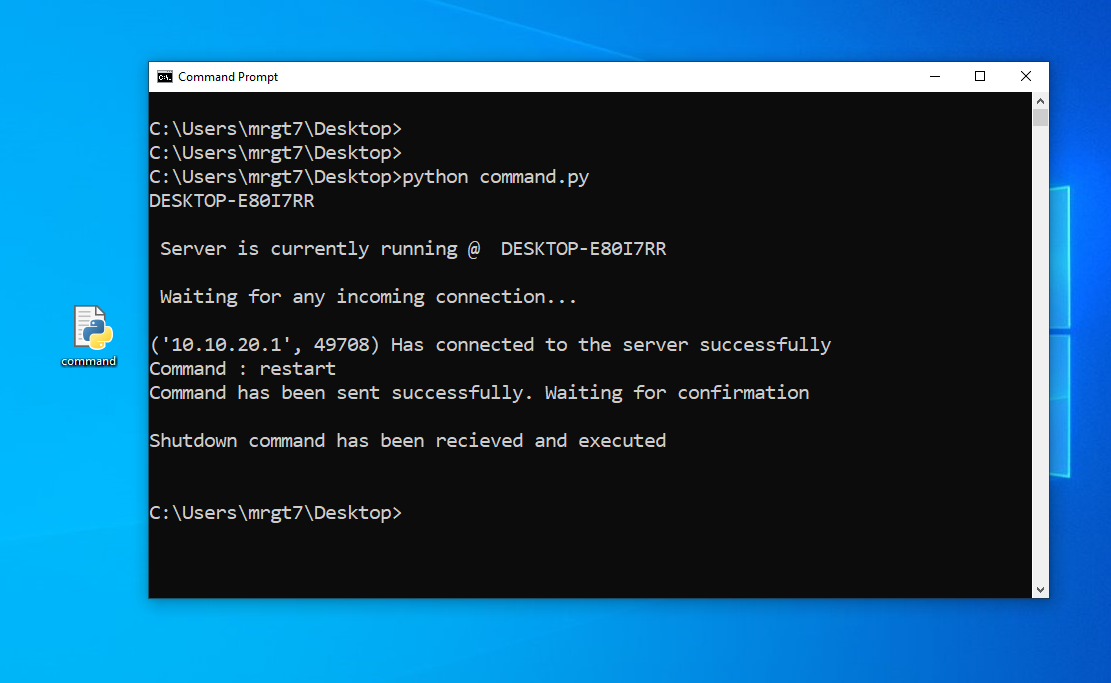 Command Prompt
C:\Users\mrgt7\Desktop>
C:\Users\mrgt7\Desktop>
C:\Users\mrgt7\Desktop>python command.py
DESKTOP-E80I7RR
Server is currently running @  DESKTOP-E80I7RR
Waiting for any incoming connection...
('10.10.20.1', 49708) Has connected to the server successfully
Command : restart
Command has been sent successfully. Waiting for confirmation
Shutdown command has been recieved and executed
C:\Users\mrgt7\Desktop>
command